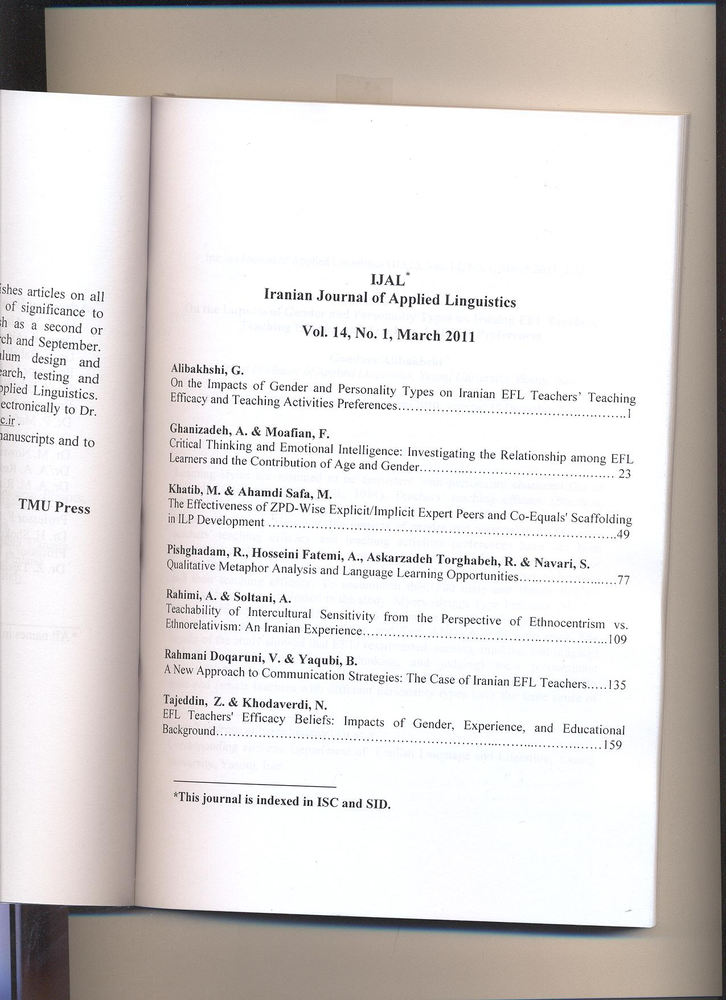 ishes articles on all
of significance to
h as a second or
ch and September.
lum design and
earch, testing and
pplied Linguistics.
ectronically to Dr.
c.ir .
anuscripts and to
TMU Press
IJAL*
Iranian Journal of Applied Linguistics
Vol. 14, No. 1, March 2011
Alibakhshi, G.
On the Impacts of Gender and Personality Types on Iranian EFL Teachers' Teaching
Efficacy and Teaching Activities Preferences...........................................................1
Ghanizadeh, A. & Moafian, F.
Critical Thinking and Emotional Intelligence: Investigating the Relationship among EFL
Learners and the Contribution of Age and Gender.................................................. 23
Khatib, M. & Ahamdi Safa, M.
The Effectiveness of ZPD-Wise Explicit/Implicit Expert Peers and Co-Equals' Scaffolding
in ILP Development .........................................................................................49
Pishghadam, R., Hosseini Fatemi, A., Askarzadeh Torghabeh, R. & Navari, S.
Qualitative Metaphor Analysis and Language Learning Opportunities.........................77
Rahimi, A. & Soltani, A.
Teachability of Intercultural Sensitivity from the Perspective of Ethnocentrism vs.
Ethnorelativism: An Iranian Experience...............................................................109
Rahmani Doqaruni, V. & Yaqubi, B.
A New Approach to Communication Strategies: The Case of Iranian EFL Teachers.....135
Tajeddin, Z. & Khodaverdi, N.
EFL Teachers' Efficacy Beliefs: Impacts of Gender, Experience, and Educational
Background....................................................................................................159
*This journal is indexed in ISC and SID.